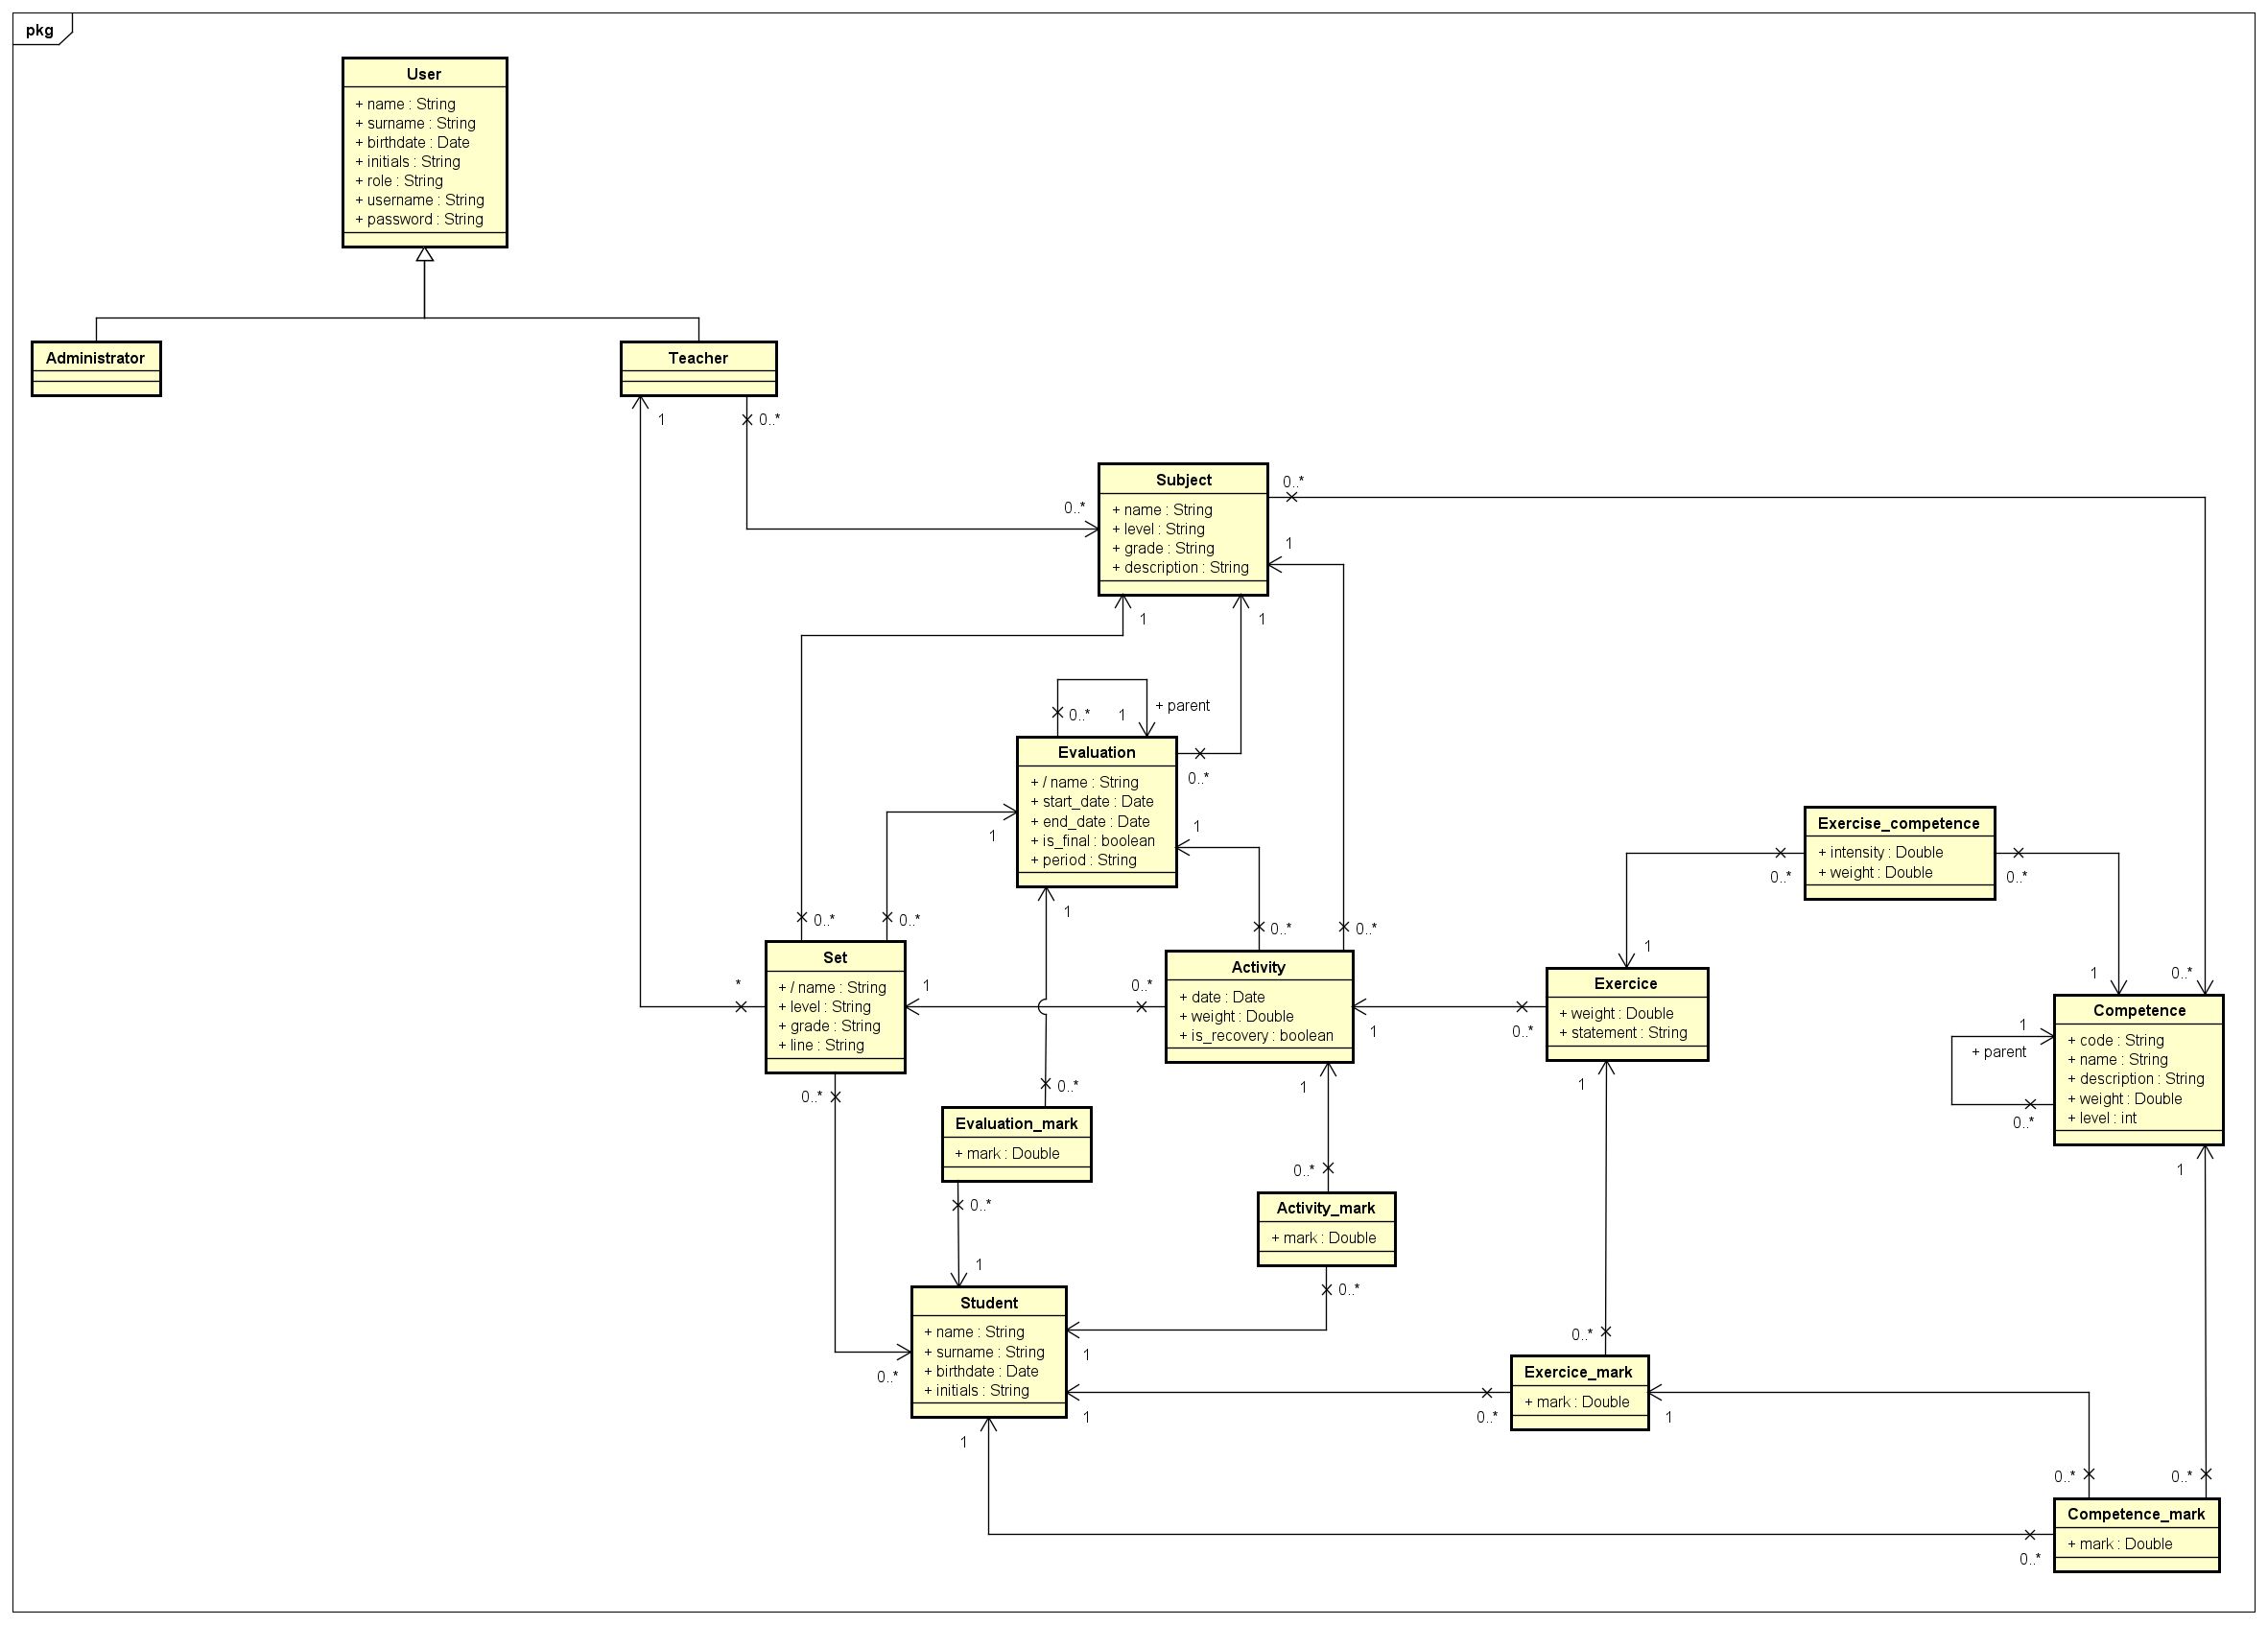 pkg
User
+ name : String
+ surname : String
+ birthdate : Date
+ initials : String
+ role : String
+ username : String
+ password : String
Administrator
Teacher
1
0..*
Subject
+ name : String
+ level : String
+ grade : String
+ description : String
0..*
0..*
1
1
1
Evaluation
+ / name : String
+ start_date : Date
+ end_date : Date
+ is_final : boolean
+ period : String
0..*
1
+ parent
0..*
1
1
1
Exercise_competence
+ intensity : Double
+ weight : Double
0..*
0..*
Set
+ / name : String
+ level : String
+ grade : String
+ line : String
0..*
0..*
*
1
0..*
0..*
Activity
+ date : Date
+ weight : Double
+ is_recovery : boolean
0..*
0..*
1
1
0..*
Exercice
+ weight : Double
+ statement : String
1
1
1
0..*
Competence
+ code : String
+ name : String
+ description : String
+ weight : Double
+ level : int
1
+ parent
0..*
1
Evaluation_mark
+ mark : Double
0..*
0..*
Activity_mark
+ mark : Double
0..*
0..*
Student
+ name : String
+ surname : String
+ birthdate : Date
+ initials : String
1
0..*
1
1
1
Exercice_mark
+ mark : Double
0..*
0..*
1
Competence_mark
+ mark : Double
0..*
0..*
0..*